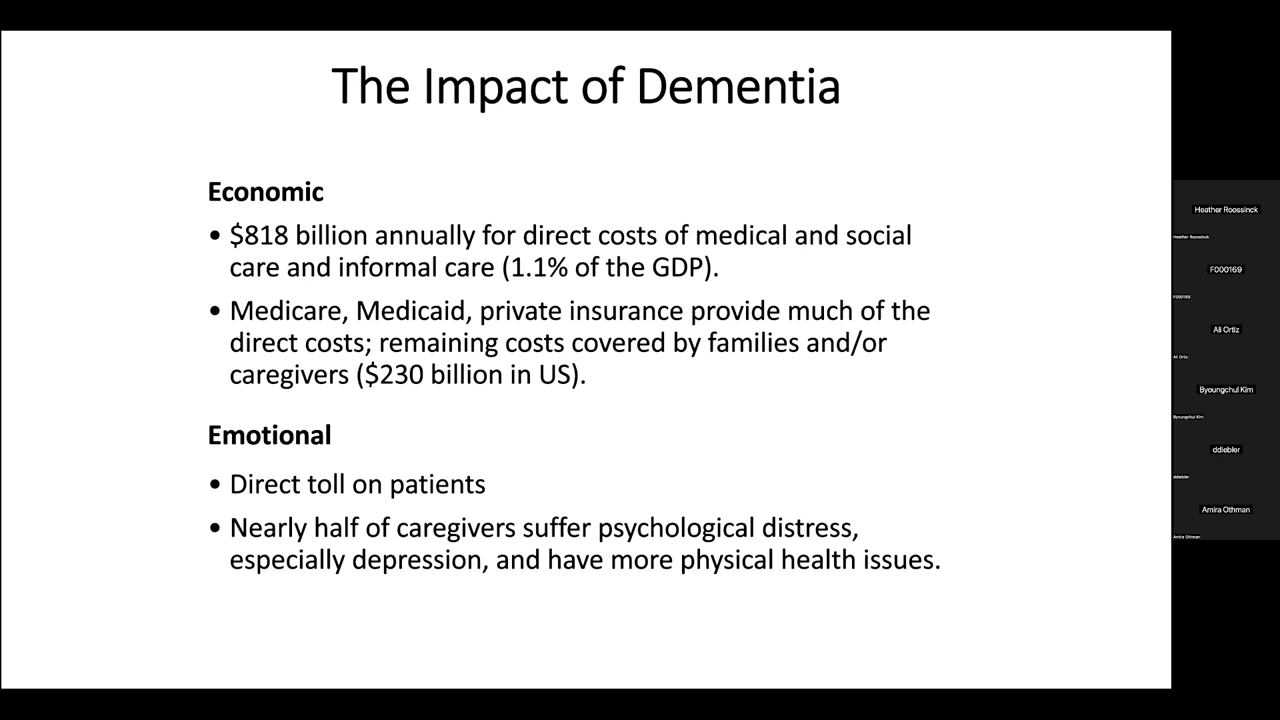 The Impact of Dementia
Economic
• $818 billion annually for direct costs of medical and social
care and informal care (1.1% of the GDP).
• Medicare, Medicaid, private insurance provide much of the
direct costs; remaining costs covered by families and/or
caregivers ($230 billion in US).
Emotional
• Direct toll on patients
• Nearly half of caregivers suffer psychological distress,
especially depression, and have more physical health issues.
Heather Roossinck
Heather Roossinck
F000169
F000169
Ali Ortiz
Ali Ortiz
Byoungchul Kim
Byoungchul Kim
ddiebler
ddiebler
Amira Othman
Amira Othman